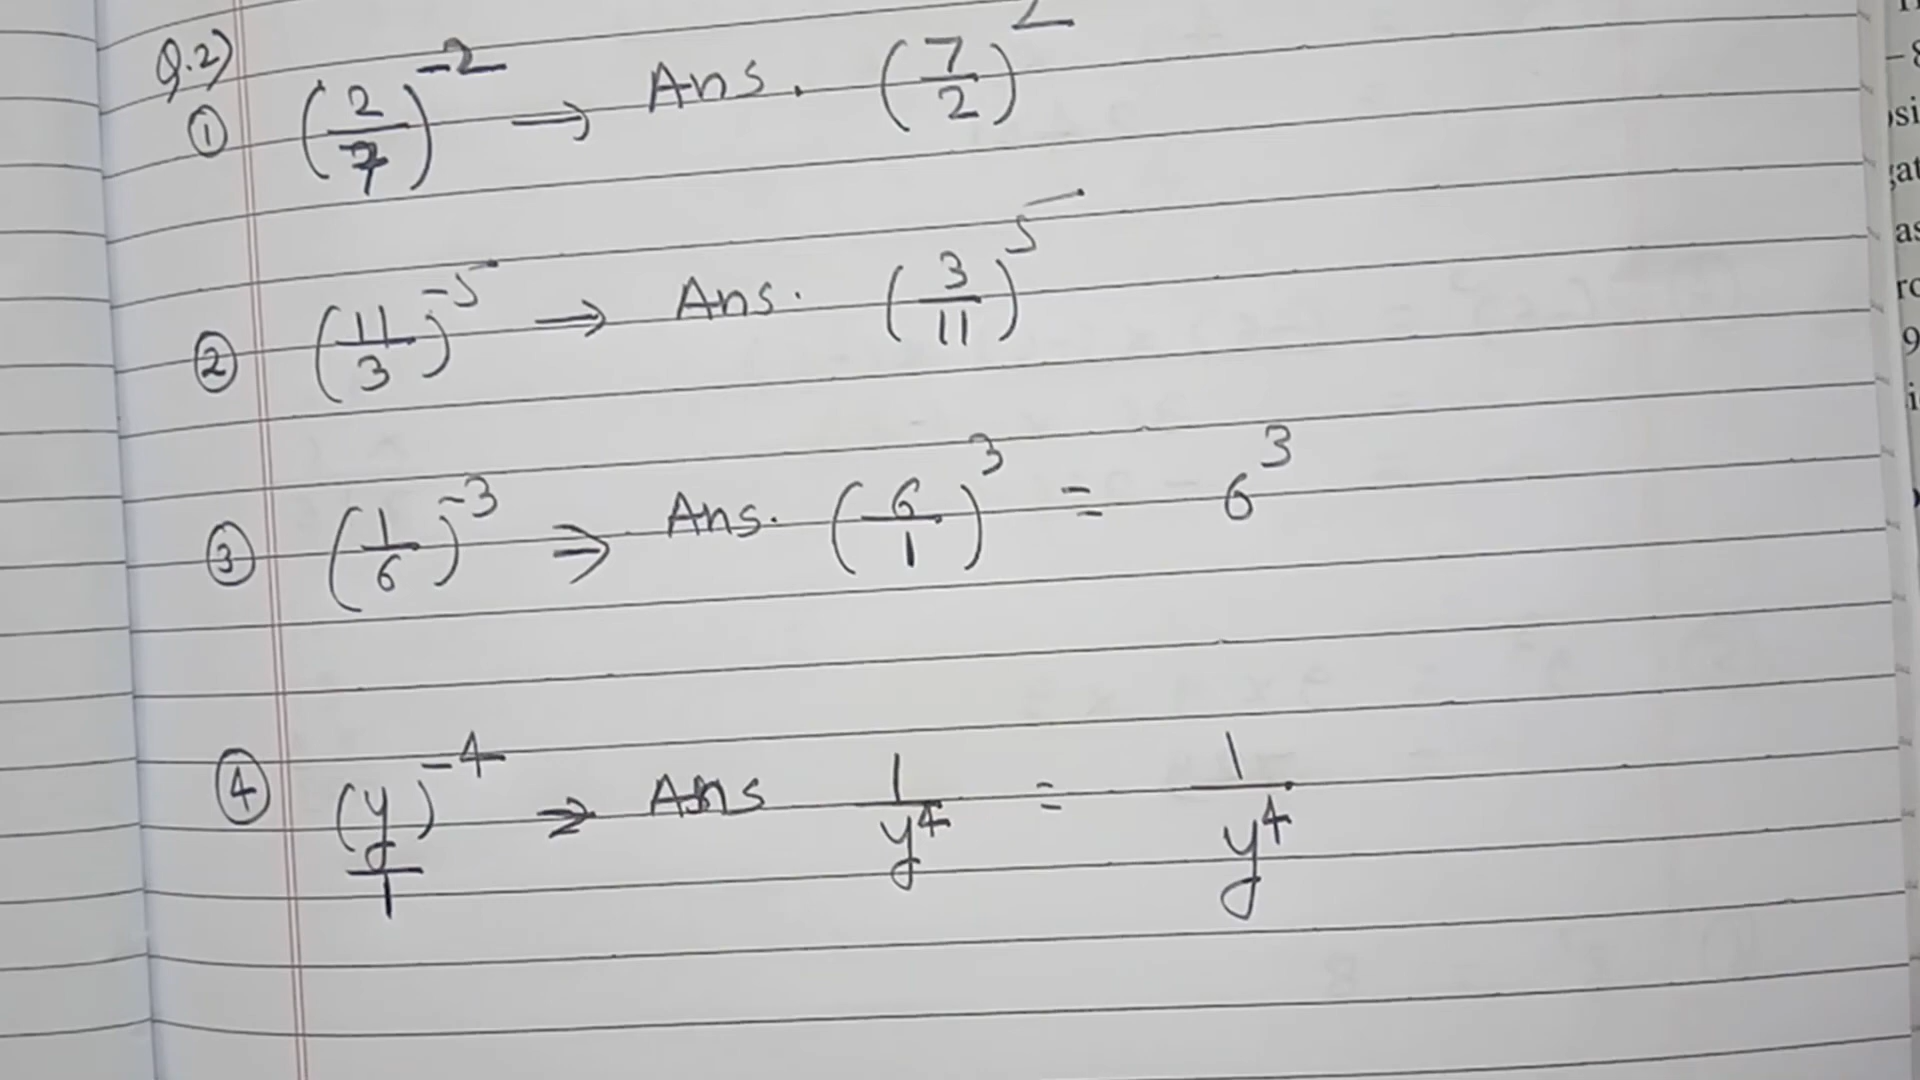 Q.2)
① (2/7)^-2 → Ans. (7/2)^2
② (11/3)^-5 → Ans. (3/11)^5
③ (1/6)^-3 ⇒ Ans. (6/1)^3 = 6^3
④ (y)/1^-4 ⇒ Ans 1/y^4 = 1/y^4